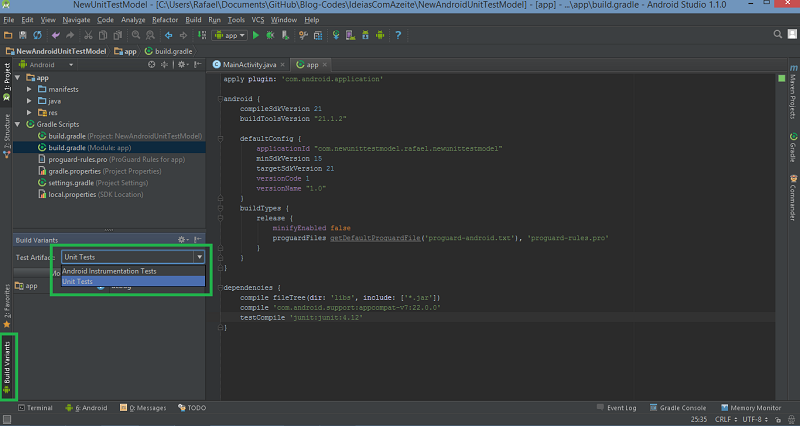 NewUnitTestModel - [C:\Users\Rafael\Documents\GitHub\Blog-Codes\IdeiasComAzeite\NewAndroidUnitTestModel] - [app] - ...\app\build.gradle - Android Studio 1.1.0
File Edit View Navigate Code Analyze Refactor Build Run Tools VCS Window Help
app
NewAndroidUnitTestModel app build.gradle
Android
MainActivity.java app
1: Project
2: Structure
2: Favorites
Build Variants
app
manifests
java
res
Gradle Scripts
build.gradle (Project: NewAndroidUnitTestModel)
build.gradle (Module: app)
proguard-rules.pro (ProGuard Rules for app)
gradle.properties (Project Properties)
settings.gradle (Project Settings)
local.properties (SDK Location)
Build Variants
Test Artifac Unit Tests
Android Instrumentation Tests
Unit Tests
Mo
app
apply plugin: 'com.android.application'
android {
compileSdkVersion 21
buildToolsVersion "21.1.2"
defaultConfig {
applicationId "com.newunittestmodel.rafael.newunittestmodel"
minSdkVersion 15
targetSdkVersion 21
versionCode 1
versionName "1.0"
}
buildTypes {
release {
minifyEnabled false
proguardFiles getDefaultProguardFile('proguard-android.txt'), 'proguard-rules.pro'
}
}
}
dependencies {
compile fileTree(dir: 'libs', include: ['*.jar'])
compile 'com.android.support:appcompat-v7:22.0.0'
testCompile 'junit:junit:4.12'
}
Maven Projects
Gradle
Commander
Terminal 6: Android 0: Messages TODO Event Log Gradle Console Memory Monitor
25:35 CRLF UTF-8